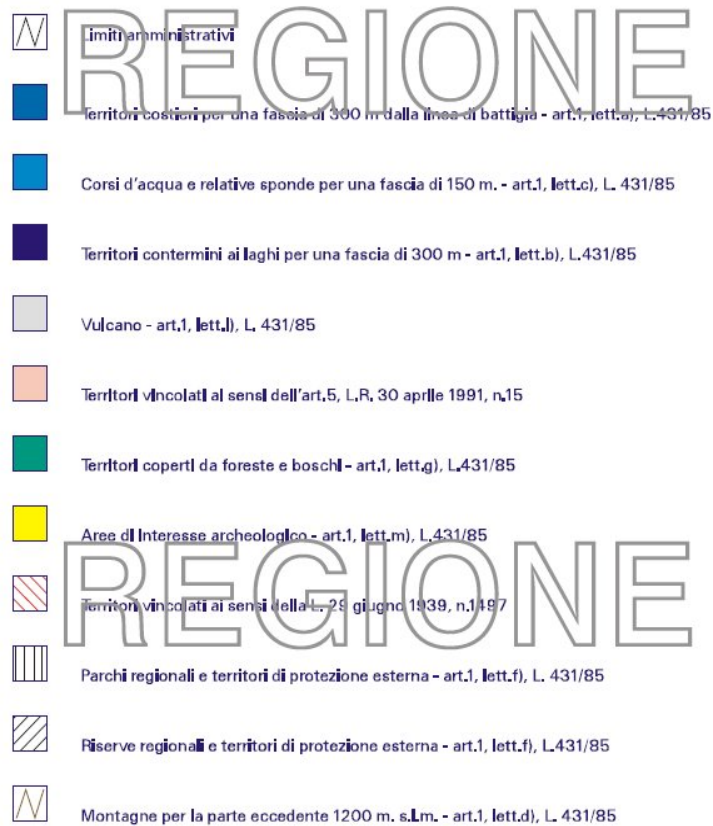 REGIONE
Limiti amministrativi
Territori costieri per una fascia di 300 m dalla linea di battigia - art.1, lett.a), L.431/85
Corsi d'acqua e relative sponde per una fascia di 150 m. - art.1, lett.c), L. 431/85
Territori contermini ai laghi per una fascia di 300 m - art.1, lett.b), L.431/85
Vulcano - art.1, lett.l), L. 431/85
Territori vincolati ai sensi dell'art.5, L.R. 30 aprile 1991, n.15
Territori coperti da foreste e boschi - art.1, lett.g), L.431/85
Aree di interesse archeologico - art.1, lett.m), L.431/85
REGIONE
Territori vincolati ai sensi della L. 29 giugno 1939, n.1497
Parchi regionali e territori di protezione esterna - art.1, lett.f), L. 431/85
Riserve regionali e territori di protezione esterna - art.1, lett.f), L.431/85
Montagne per la parte eccedente 1200 m. s.l.m. - art.1, lett.d), L. 431/85